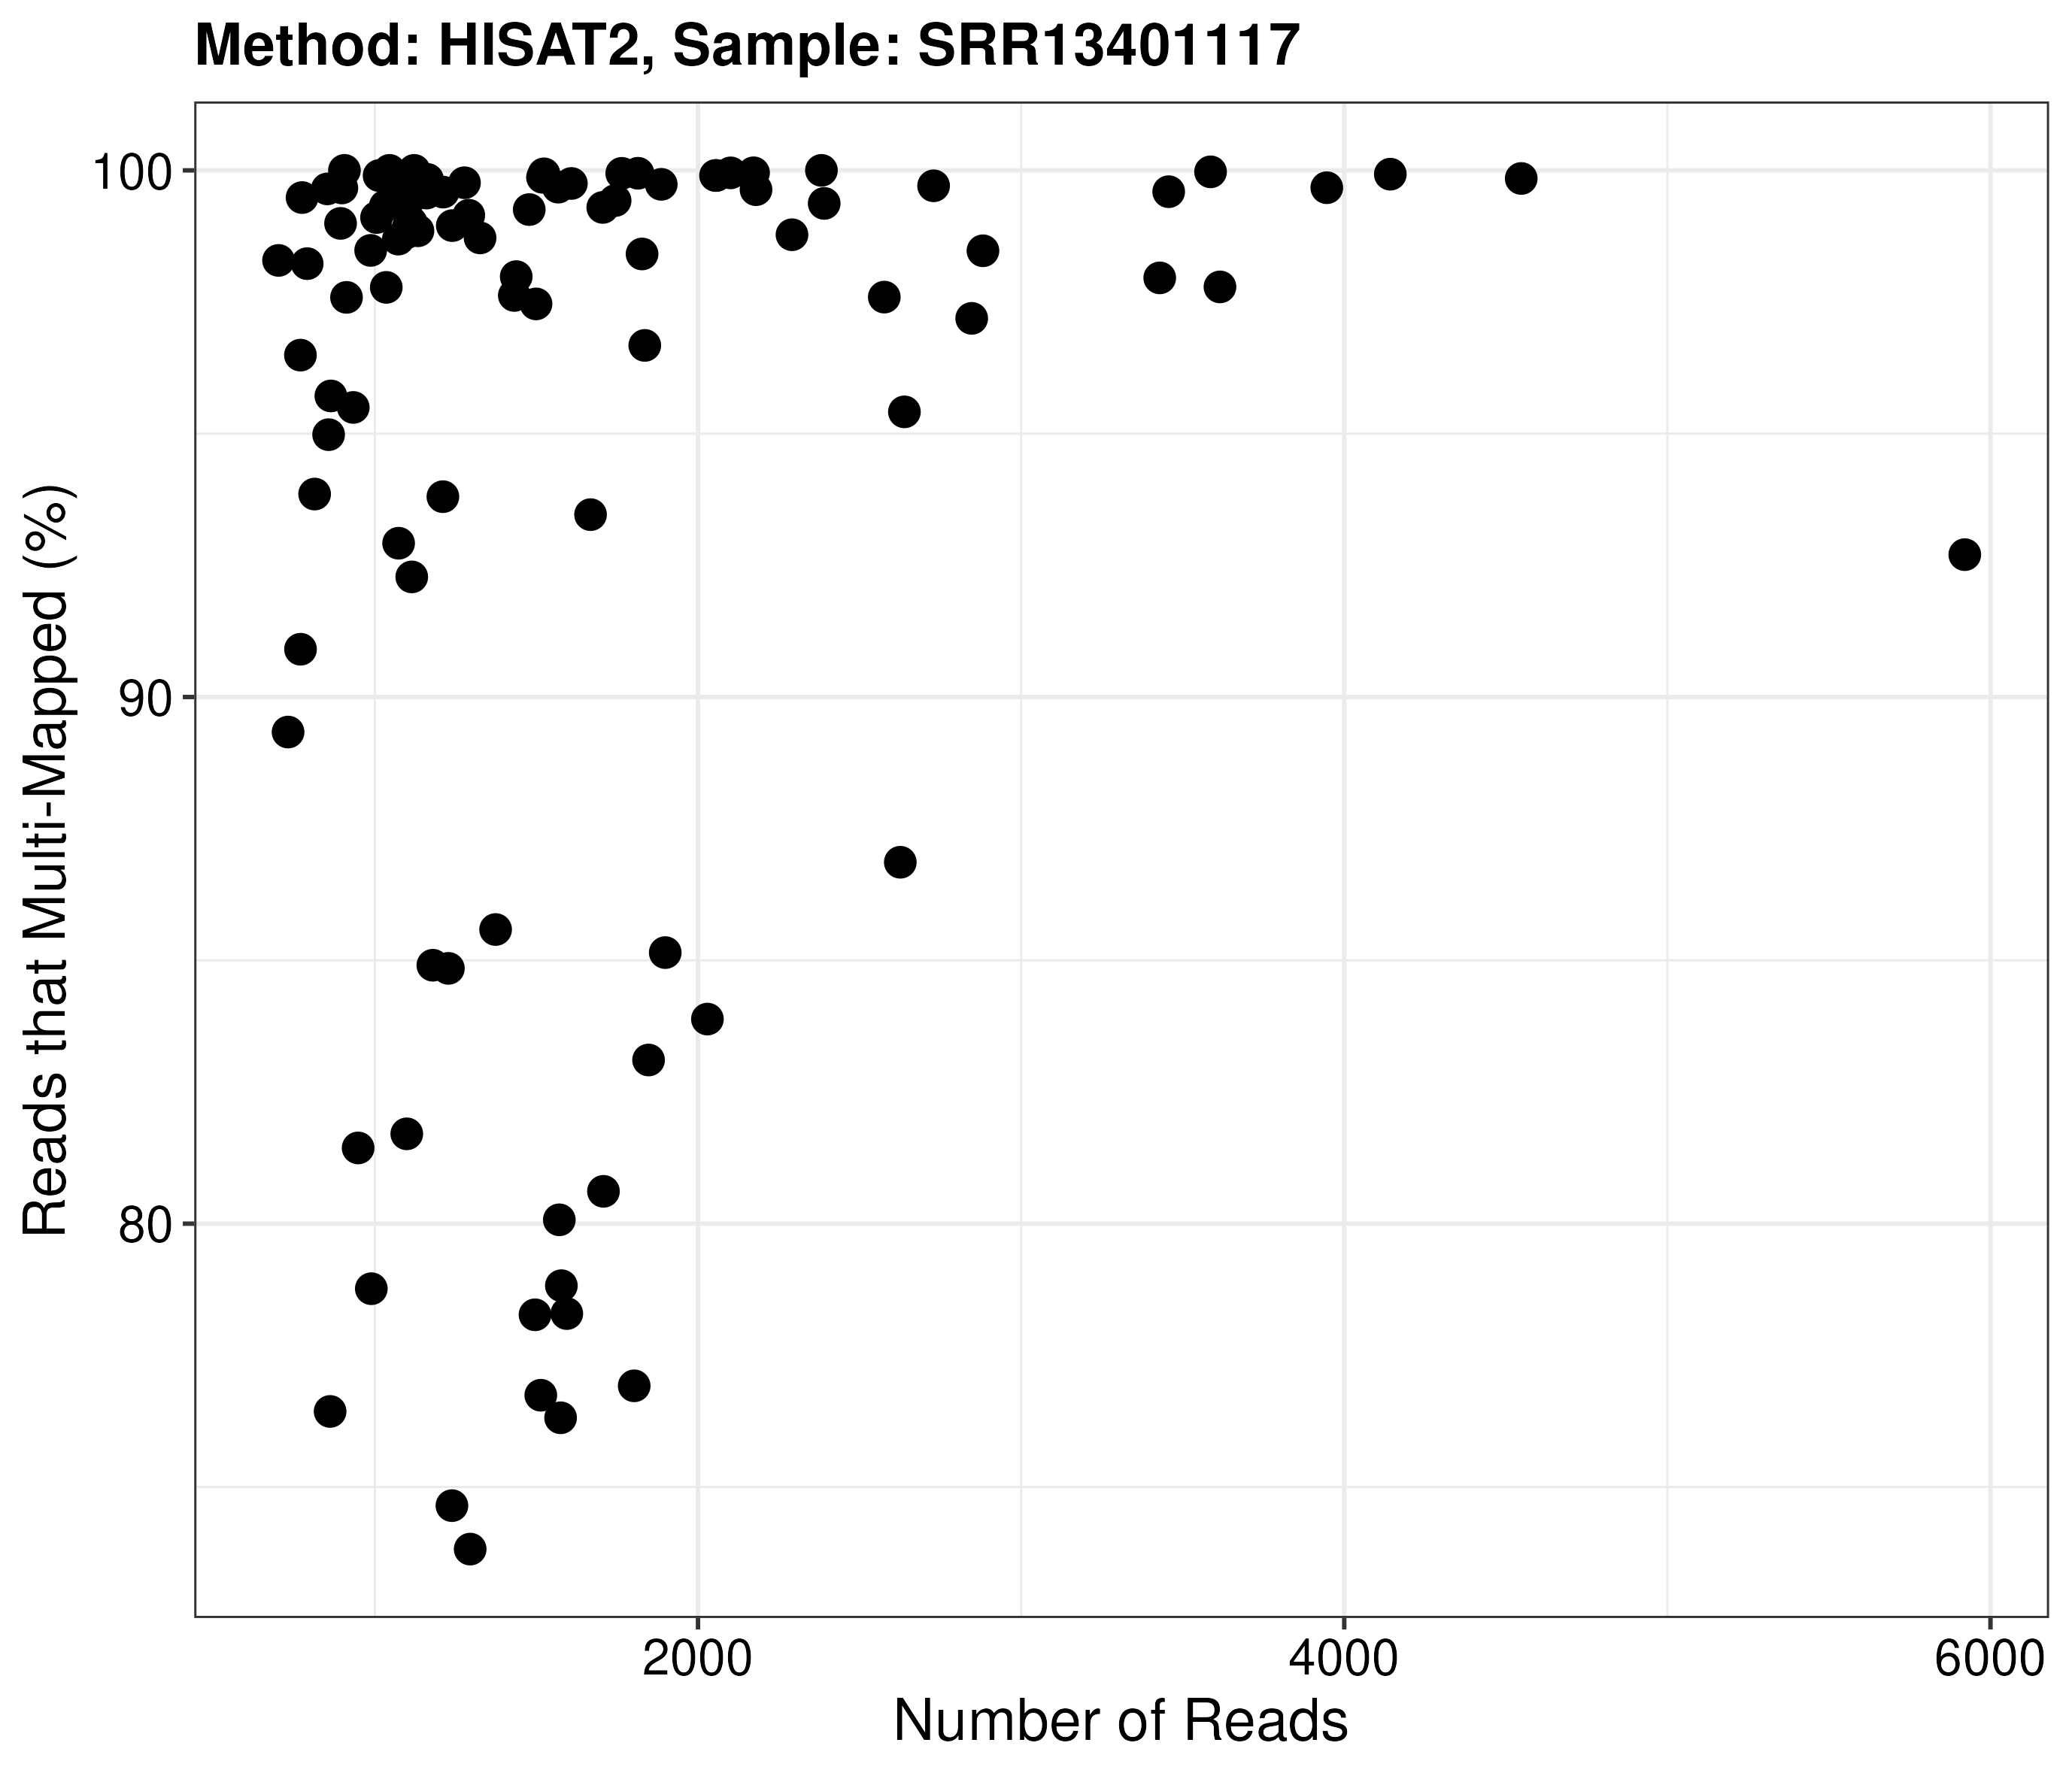 Method: HISAT2, Sample: SRR13401117
Reads that Multi-Mapped (%)
100
90
80
2000 4000 6000
Number of Reads